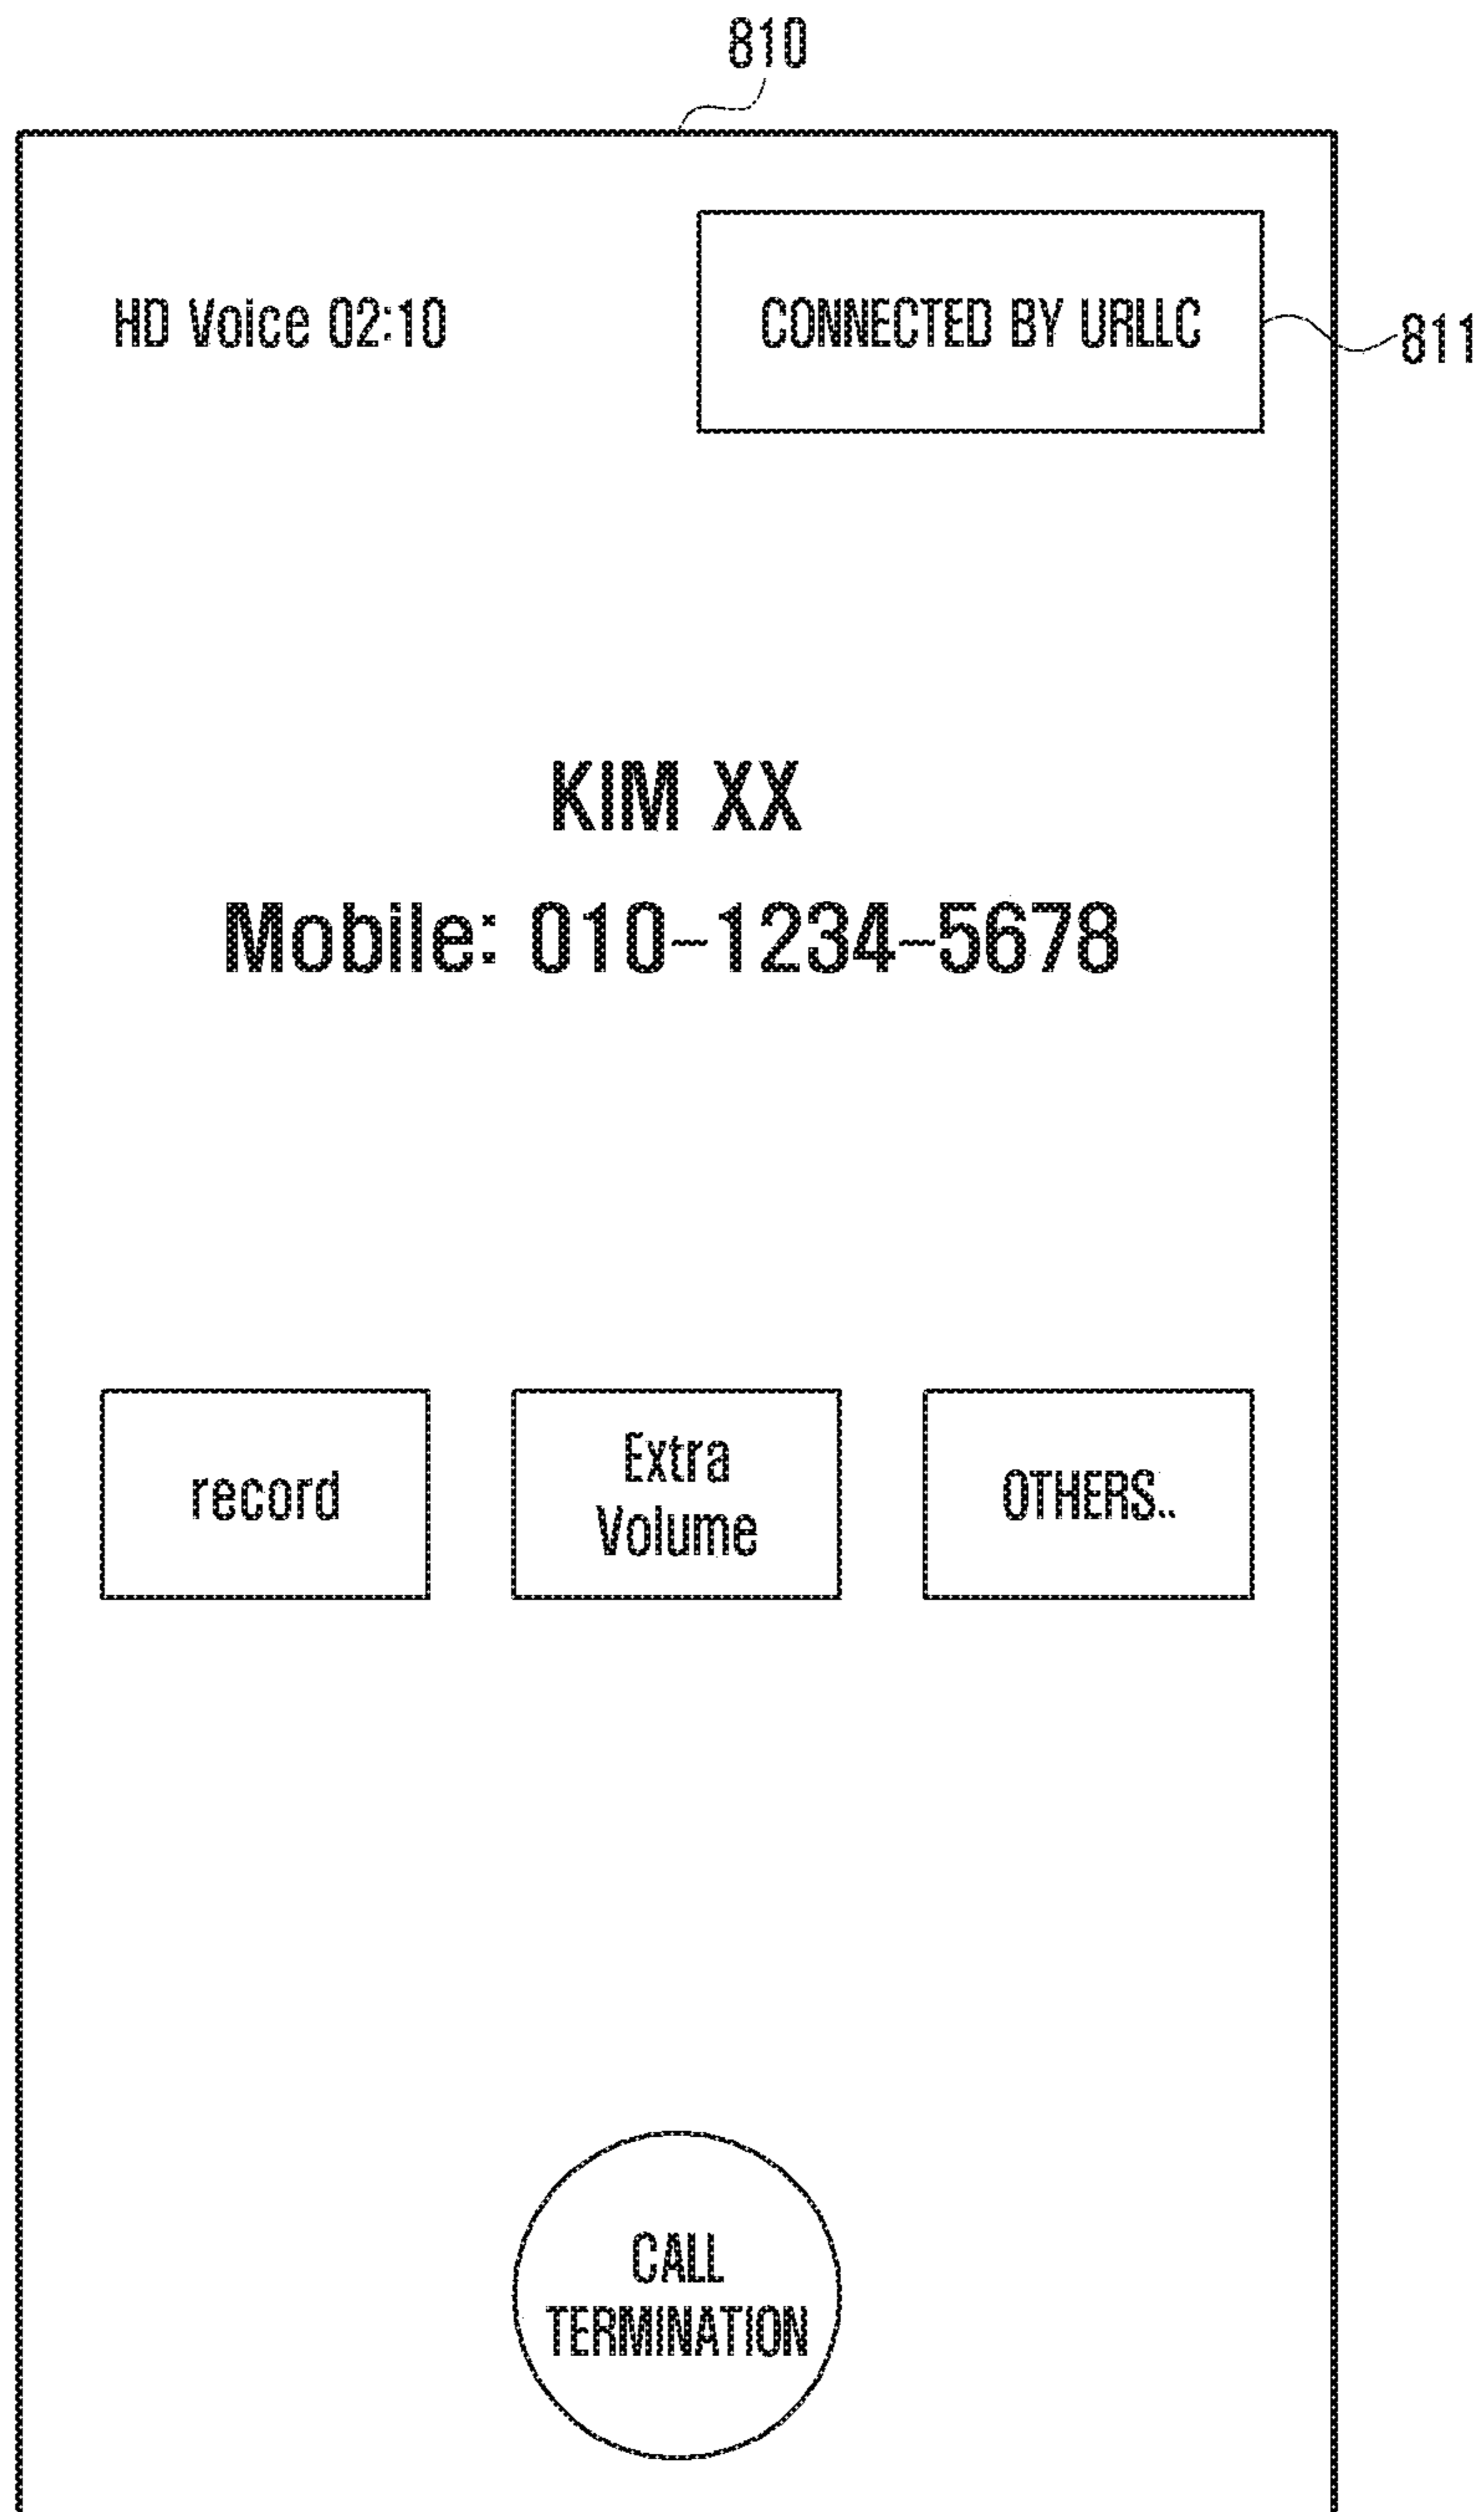 810
HD Voice 02:10
CONNECTED BY URLLC
811
KIM XX
Mobile: 010-1234-5678
record
Extra
Volume
OTHERS..
CALL
TERMINATION